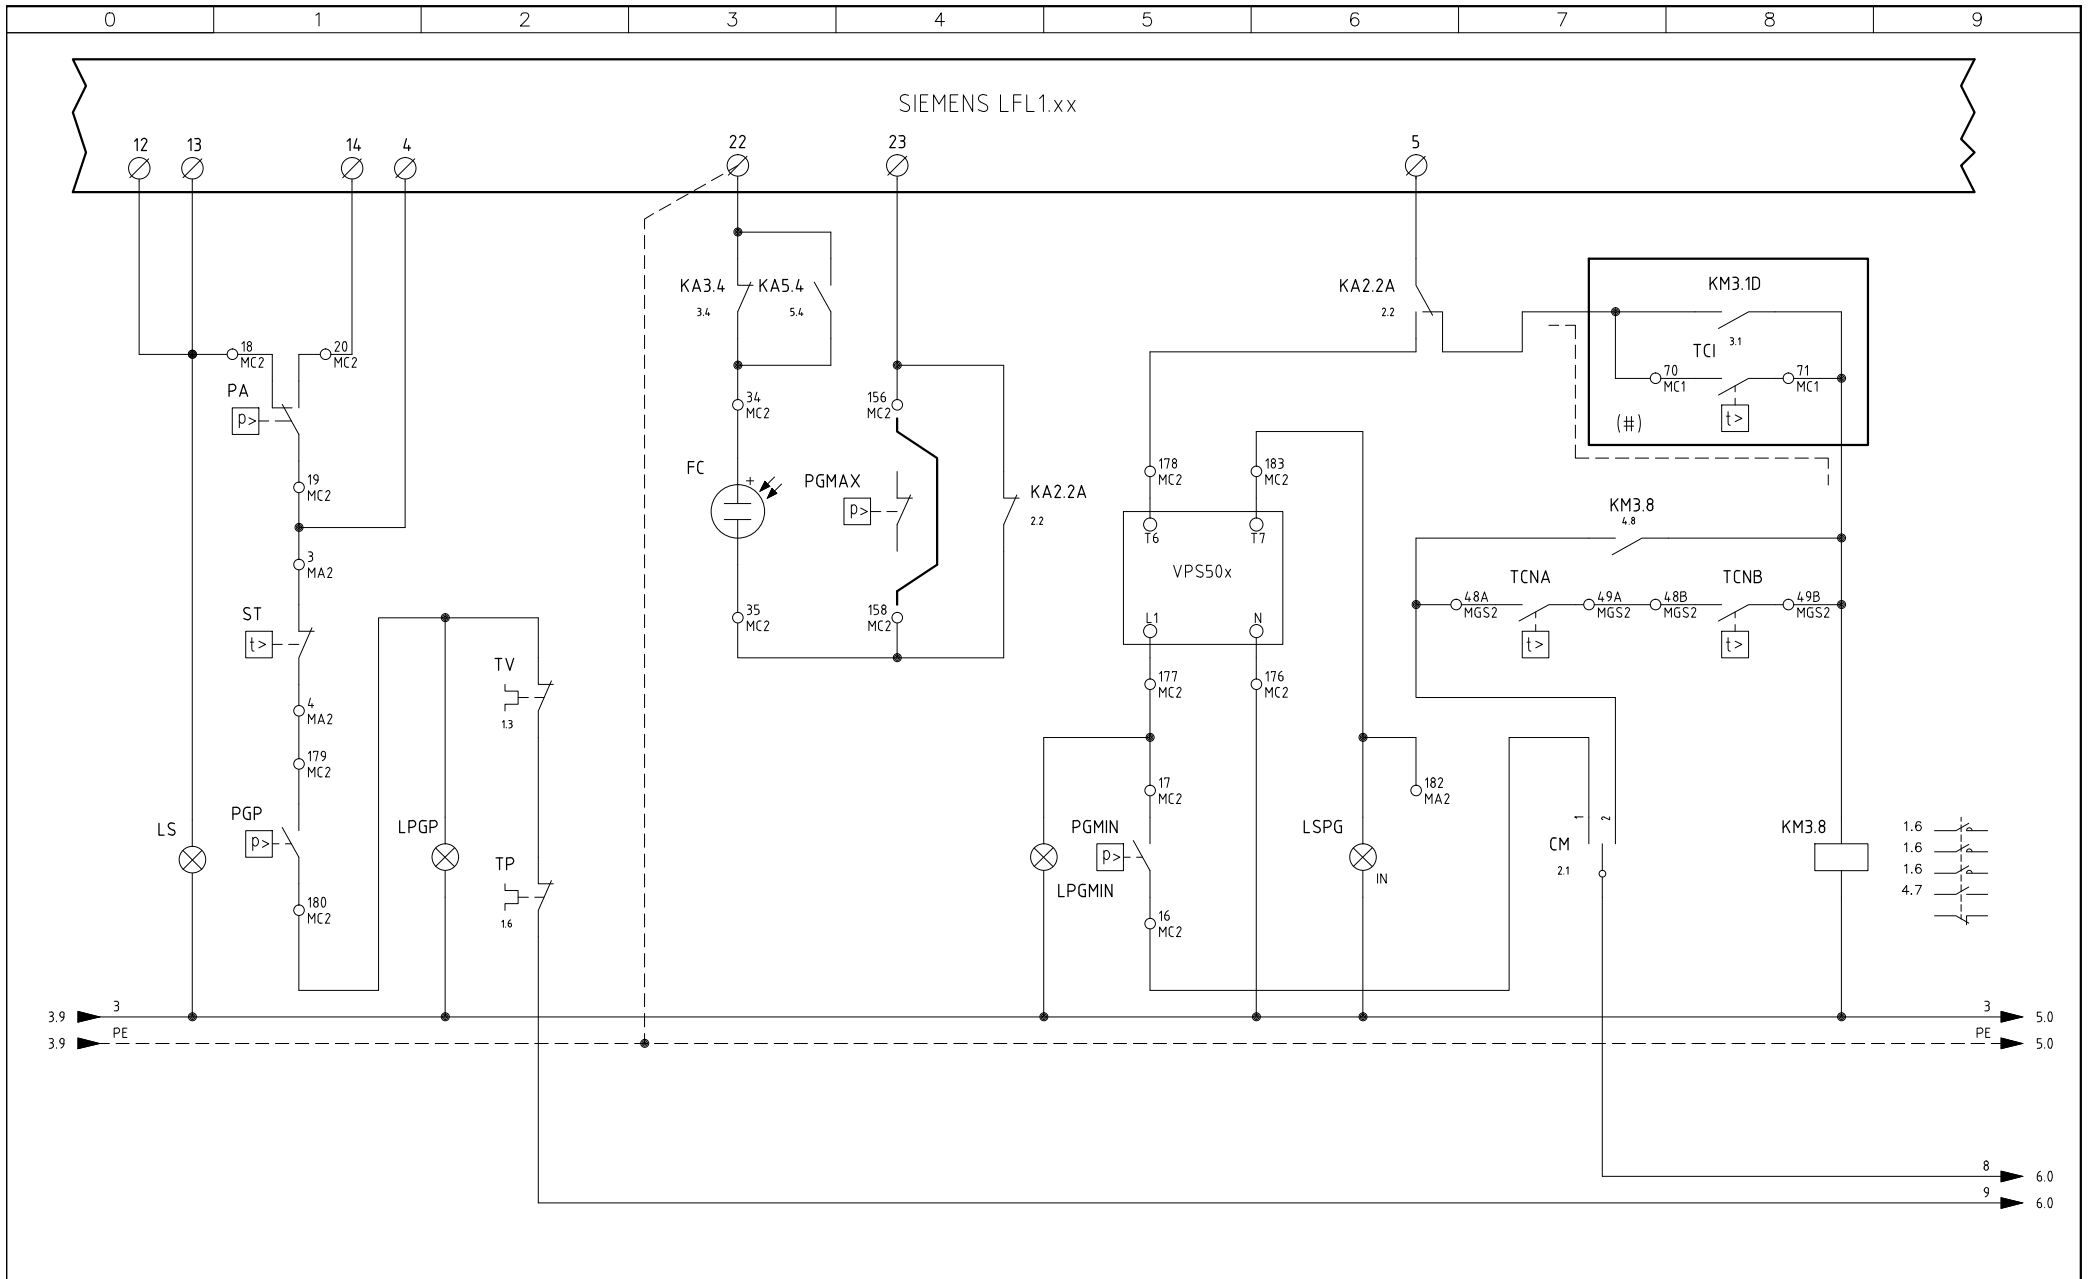 0 1 2 3 4 5 6 7 8 9
SIEMENS LFL1.xx
12 13 14 4 22 23 5
KA3.4
3.4
KA5.4
5.4
KA2.2A
2.2
KM3.1D
3.1
TCI
70
MC1
71
MC1
t>
(#)
18
MC2
20
MC2
PA
p>
34
MC2
156
MC2
19
MC2
FC
+
PGMAX
p>
KA2.2A
2.2
178
MC2
183
MC2
T6
T7
VPS50x
L1
N
KM3.8
4.8
TCNA
TCNB
48A
MGS2
49A
MGS2
48B
MGS2
49B
MGS2
t>
t>
3
MA2
ST
t>
35
MC2
158
MC2
4
MA2
TV
1.3
177
MC2
176
MC2
179
MC2
17
MC2
182
MA2
LS
PGP
p>
LPGP
TP
1.6
PGMIN
p>
LPGMIN
LSPG
IN
1
2
CM
2.1
KM3.8
1.6
1.6
1.6
4.7
180
MC2
16
MC2
3.9 3 3 5.0
3.9 PE PE 5.0
8 6.0
9 6.0